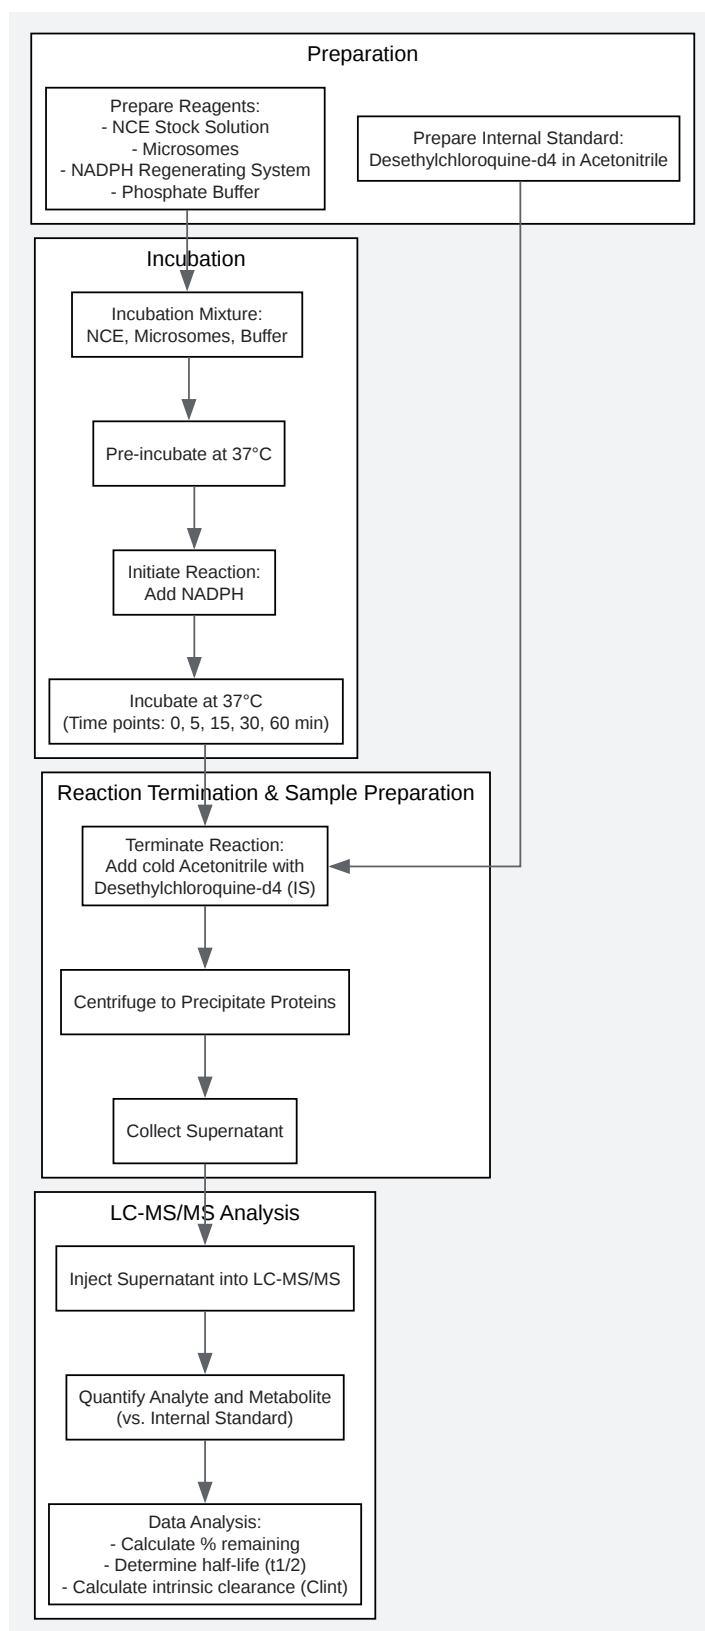 Preparation
Prepare Reagents:
- NCE Stock Solution
- Microsomes
- NADPH Regenerating System
- Phosphate Buffer
Prepare Internal Standard:
Desethylchloroquine-d4 in Acetonitrile
Incubation
Incubation Mixture:
NCE, Microsomes, Buffer
Pre-incubate at 37°C
Initiate Reaction:
Add NADPH
Incubate at 37°C
(Time points: 0, 5, 15, 30, 60 min)
Reaction Termination & Sample Preparation
Terminate Reaction:
Add cold Acetonitrile with
Desethylchloroquine-d4 (IS)
Centrifuge to Precipitate Proteins
Collect Supernatant
LC-MS/MS Analysis
Inject Supernatant into LC-MS/MS
Quantify Analyte and Metabolite
(vs. Internal Standard)
Data Analysis:
- Calculate % remaining
- Determine half-life (t1/2)
- Calculate intrinsic clearance (Clint)